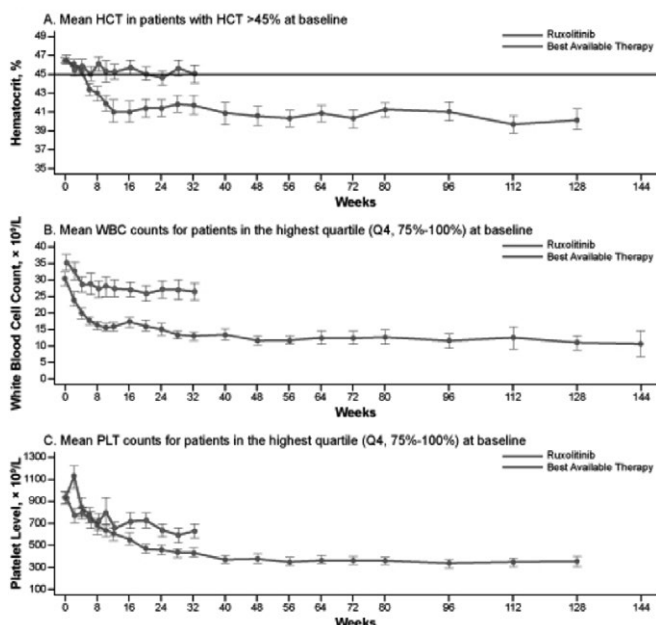 A. Mean HCT in patients with HCT >45% at baseline
Ruxolitinib
Best Available Therapy
Hematocrit, %
49
47
45
43
41
39
37
35
0 8 16 24 32 40 48 56 64 72 80 96 112 128 144
Weeks
B. Mean WBC counts for patients in the highest quartile (Q4, 75%-100%) at baseline
Ruxolitinib
Best Available Therapy
White Blood Cell Count, × 10⁹/L
40
35
30
25
20
15
10
5
0
0 8 16 24 32 40 48 56 64 72 80 96 112 128 144
Weeks
C. Mean PLT counts for patients in the highest quartile (Q4, 75%-100%) at baseline
Ruxolitinib
Best Available Therapy
Platelet Level, × 10⁹/L
1300
1100
900
700
500
300
100
0 8 16 24 32 40 48 56 64 72 80 96 112 128 144
Weeks